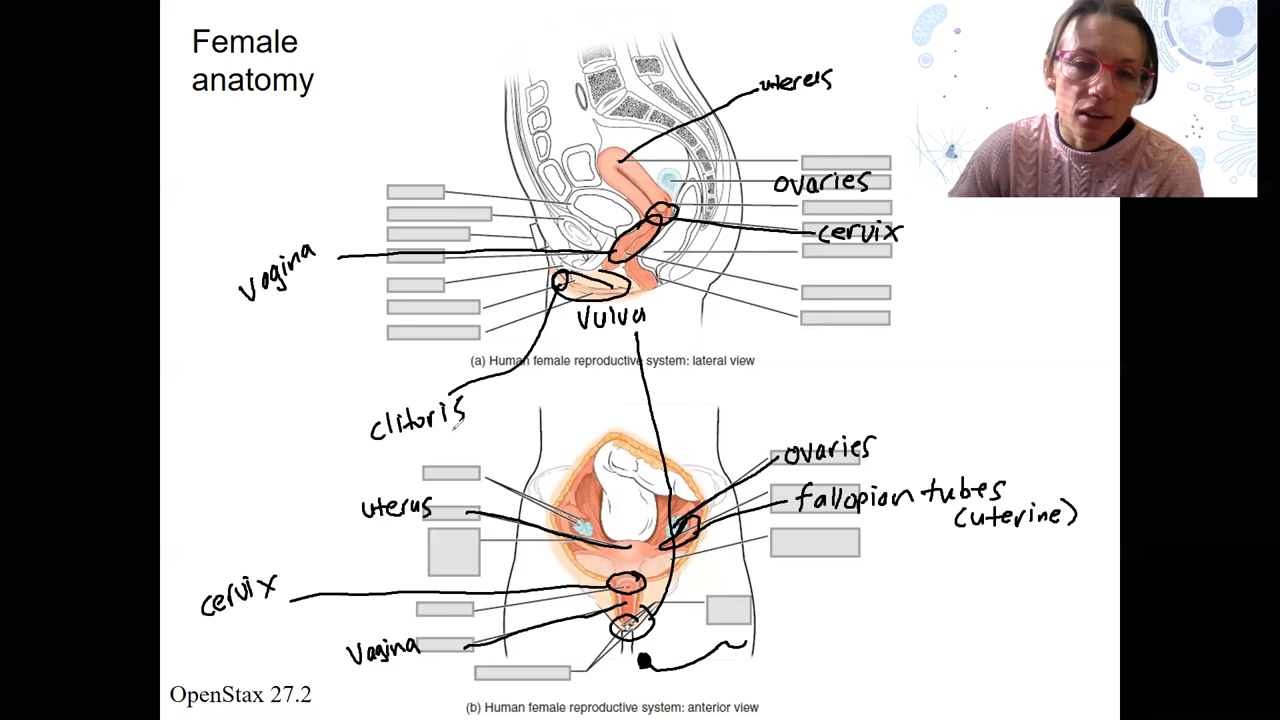 Female
anatomy
uterus
ovaries
cervix
vagina
vulva
(a) Human female reproductive system: lateral view
clitoris
ovaries
uterus
fallopian tubes
(uterine)
cervix
vagina
OpenStax 27.2
(b) Human female reproductive system: anterior view